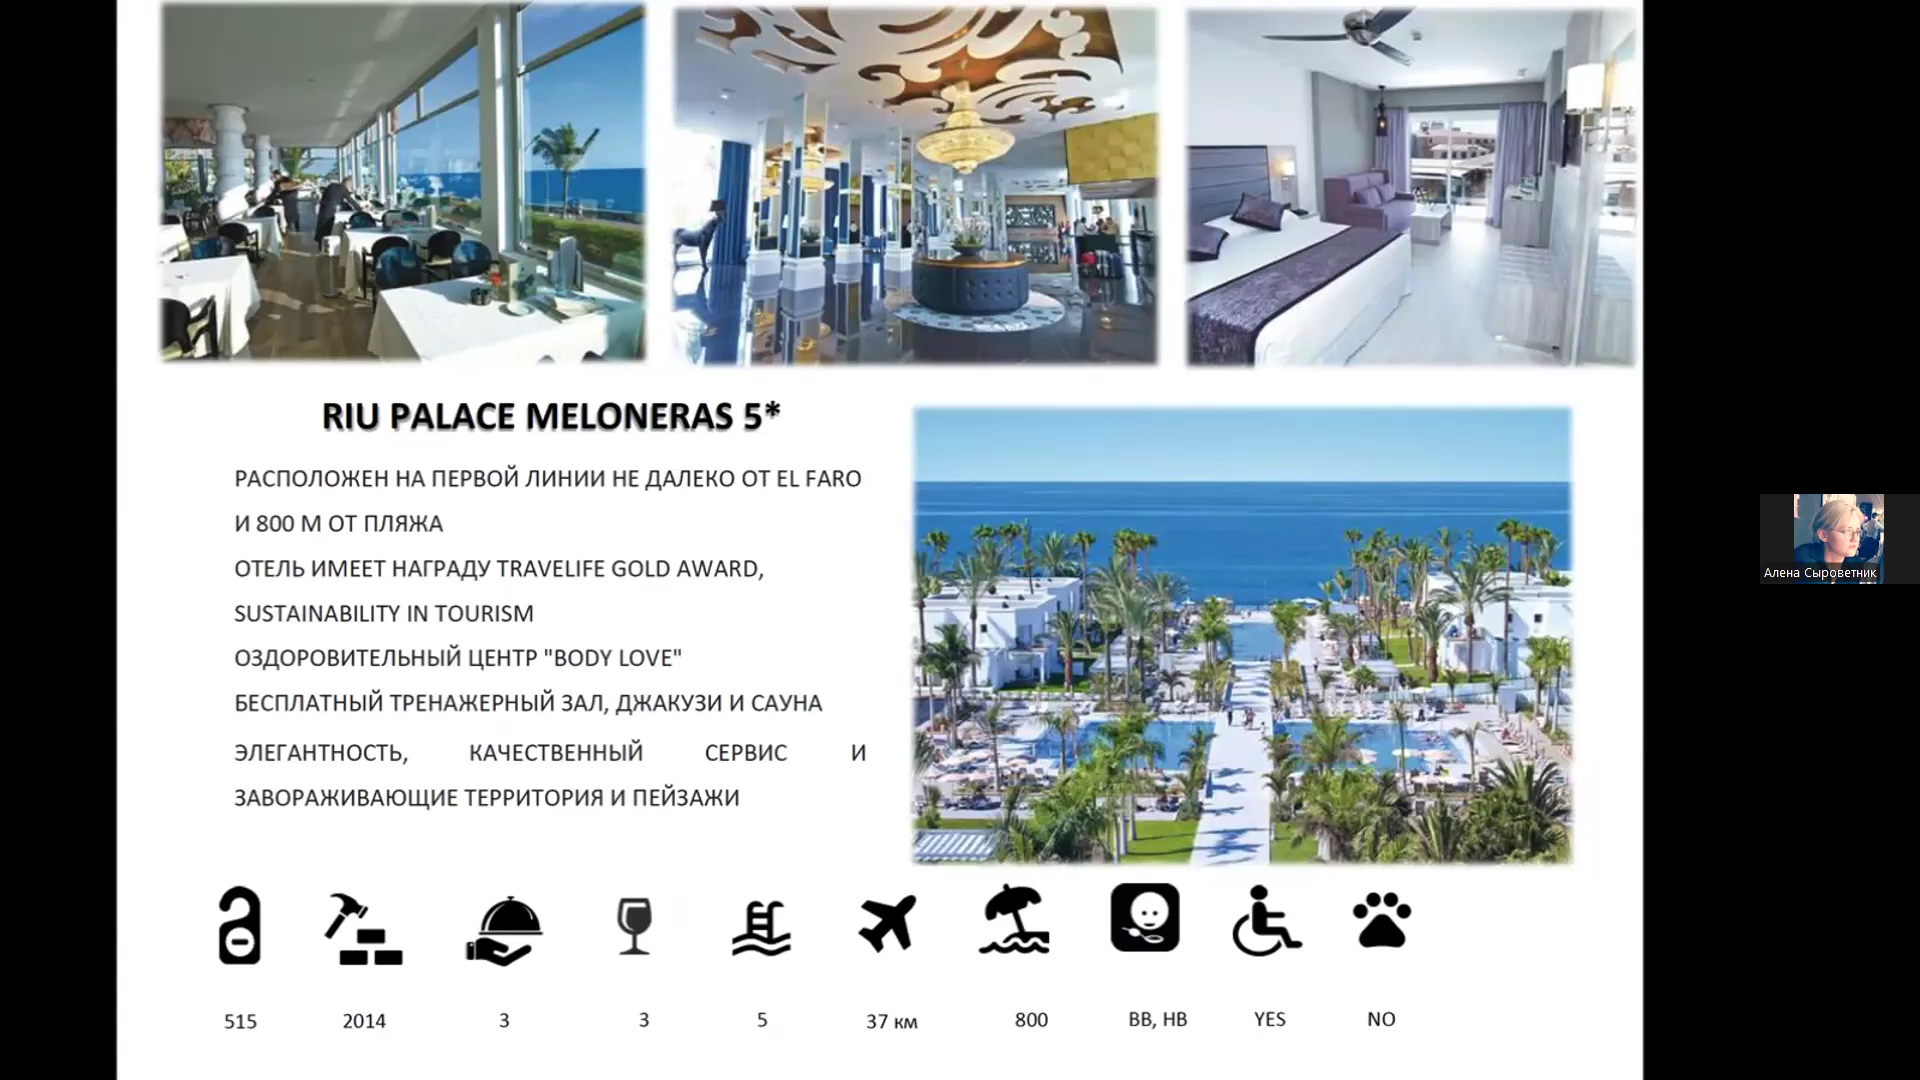 RIU PALACE MELONERAS 5*
РАСПОЛОЖЕН НА ПЕРВОЙ ЛИНИИ НЕ ДАЛЕКО ОТ EL FARO
И 800 М ОТ ПЛЯЖА
ОТЕЛЬ ИМЕЕТ НАГРАДУ TRAVELIFE GOLD AWARD,
SUSTAINABILITY IN TOURISM
ОЗДОРОВИТЕЛЬНЫЙ ЦЕНТР "BODY LOVE"
БЕСПЛАТНЫЙ ТРЕНАЖЕРНЫЙ ЗАЛ, ДЖАКУЗИ И САУНА
ЭЛЕГАНТНОСТЬ, КАЧЕСТВЕННЫЙ СЕРВИС И
ЗАВОРАЖИВАЮЩИЕ ТЕРРИТОРИЯ И ПЕЙЗАЖИ
515 2014 3 3 5 37 км 800 BB, HB YES NO
Алена Сыроветник